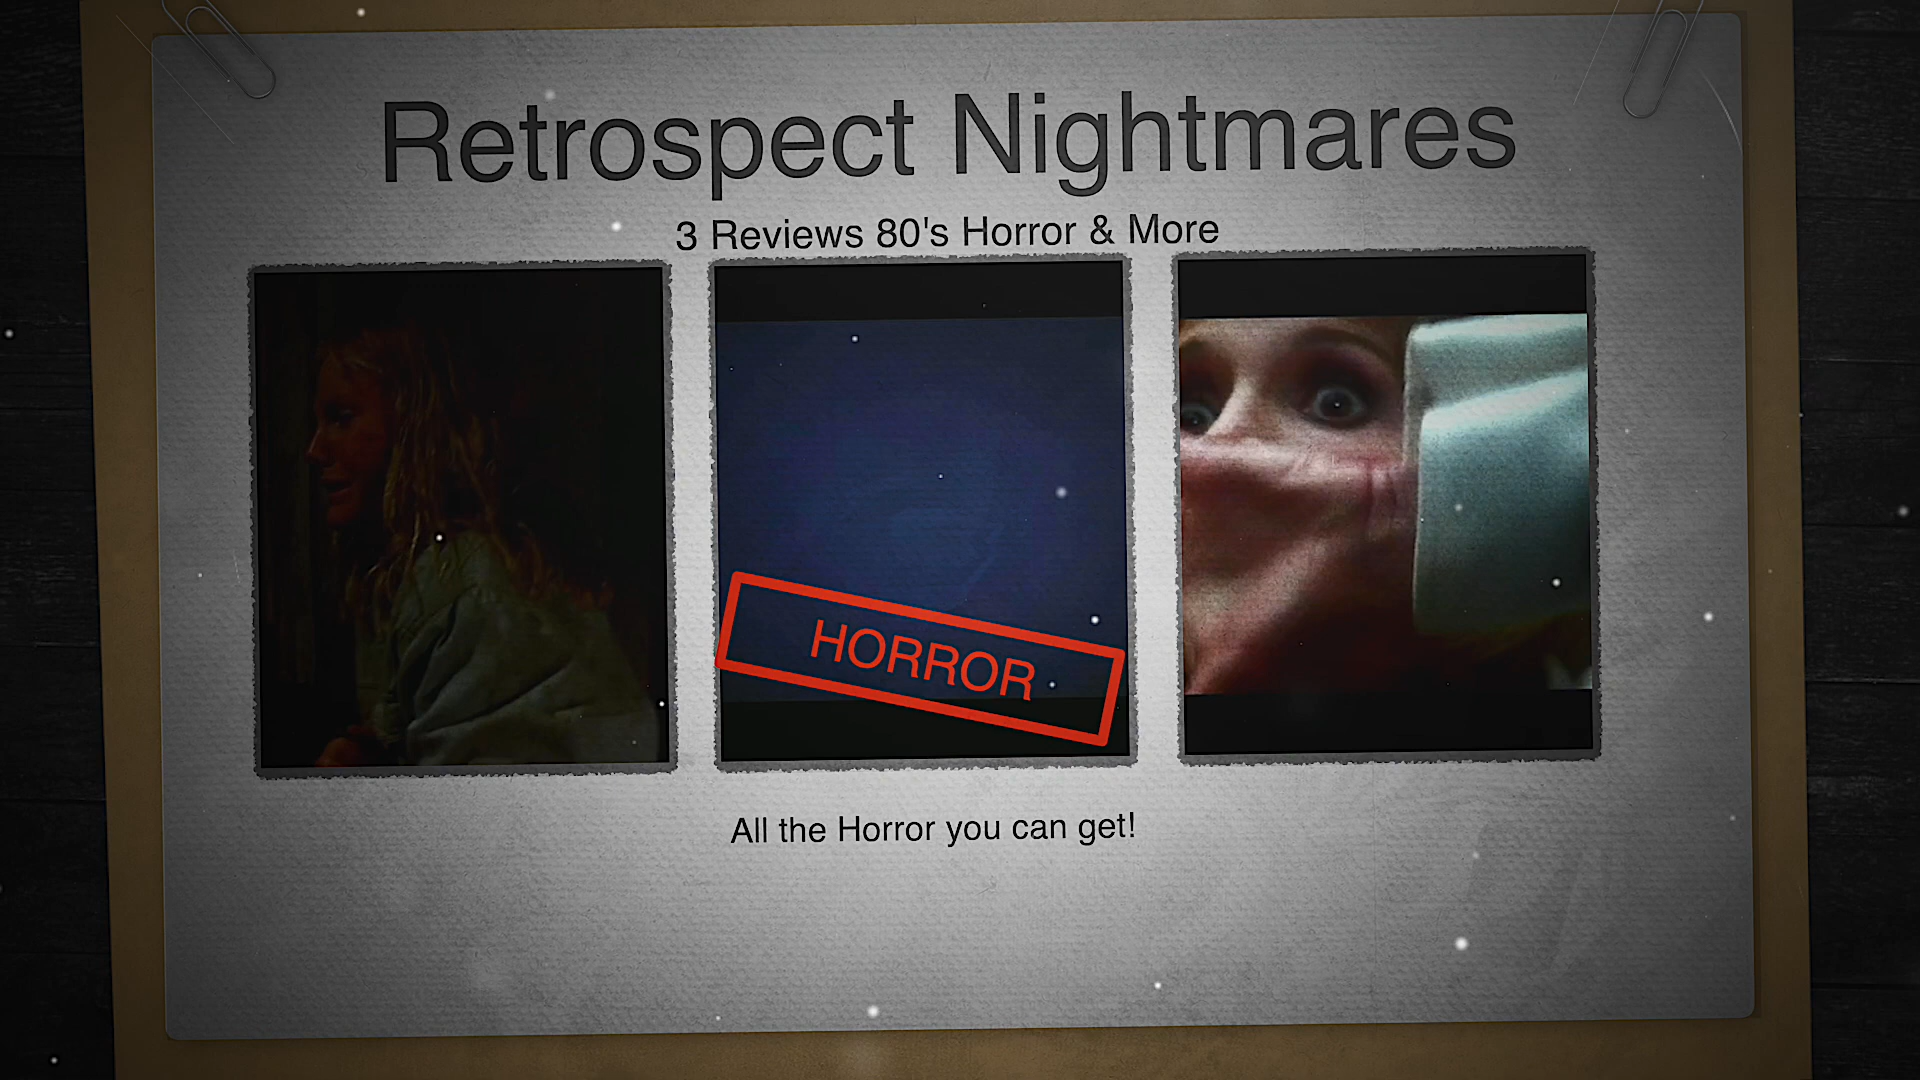 Retrospect Nightmares
3 Reviews 80's Horror & More
HORROR
All the Horror you can get!